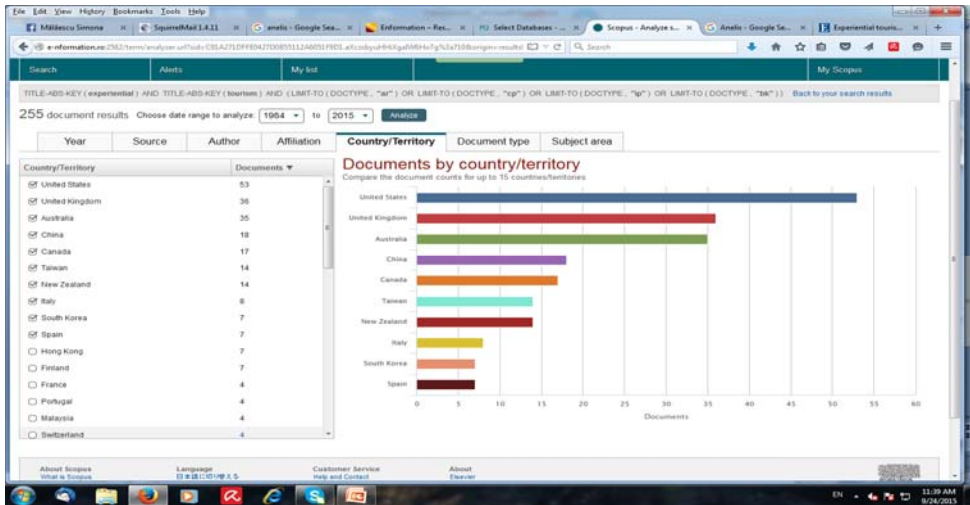 File Edit View History Bookmarks Tools Help
Mălăescu Simona
SquirrelMail 1.4.11
anelis - Google Sea...
Enformation – Rec...
Select Databases - ...
Scopus - Analyze s...
Anelis - Google Se...
Experiential touris...
Search
Search Alerts My list My Scopus
TITLE-ABS-KEY ( experiential ) AND TITLE-ABS-KEY ( tourism ) AND ( LIMIT-TO ( DOCTYPE , "ar" ) OR LIMIT-TO ( DOCTYPE , "cp" ) OR LIMIT-TO ( DOCTYPE , "ip" ) OR LIMIT-TO ( DOCTYPE , "bk" ) ) Back to your search results
255 document results Choose date range to analyze: 1984 to 2015 Analyze
Year Source Author Affiliation Country/Territory Document type Subject area
Country/Territory Documents
United States 53
United Kingdom 36
Australia 35
China 18
Canada 17
Taiwan 14
New Zealand 14
Italy 8
South Korea 7
Spain 7
Hong Kong 7
Finland 7
France 4
Portugal 4
Malaysia 4
Switzerland 4
Documents by country/territory
Compare the document counts for up to 15 countries/territories
United States
United Kingdom
Australia
China
Canada
Taiwan
New Zealand
Italy
South Korea
Spain
0 5 10 15 20 25 30 35 40 45 50 55 60
Documents
About Scopus Language Customer Service About
What is Scopus 日本語に切り替える Help and Contact Elsevier
EN 11:39 AM
9/24/2015